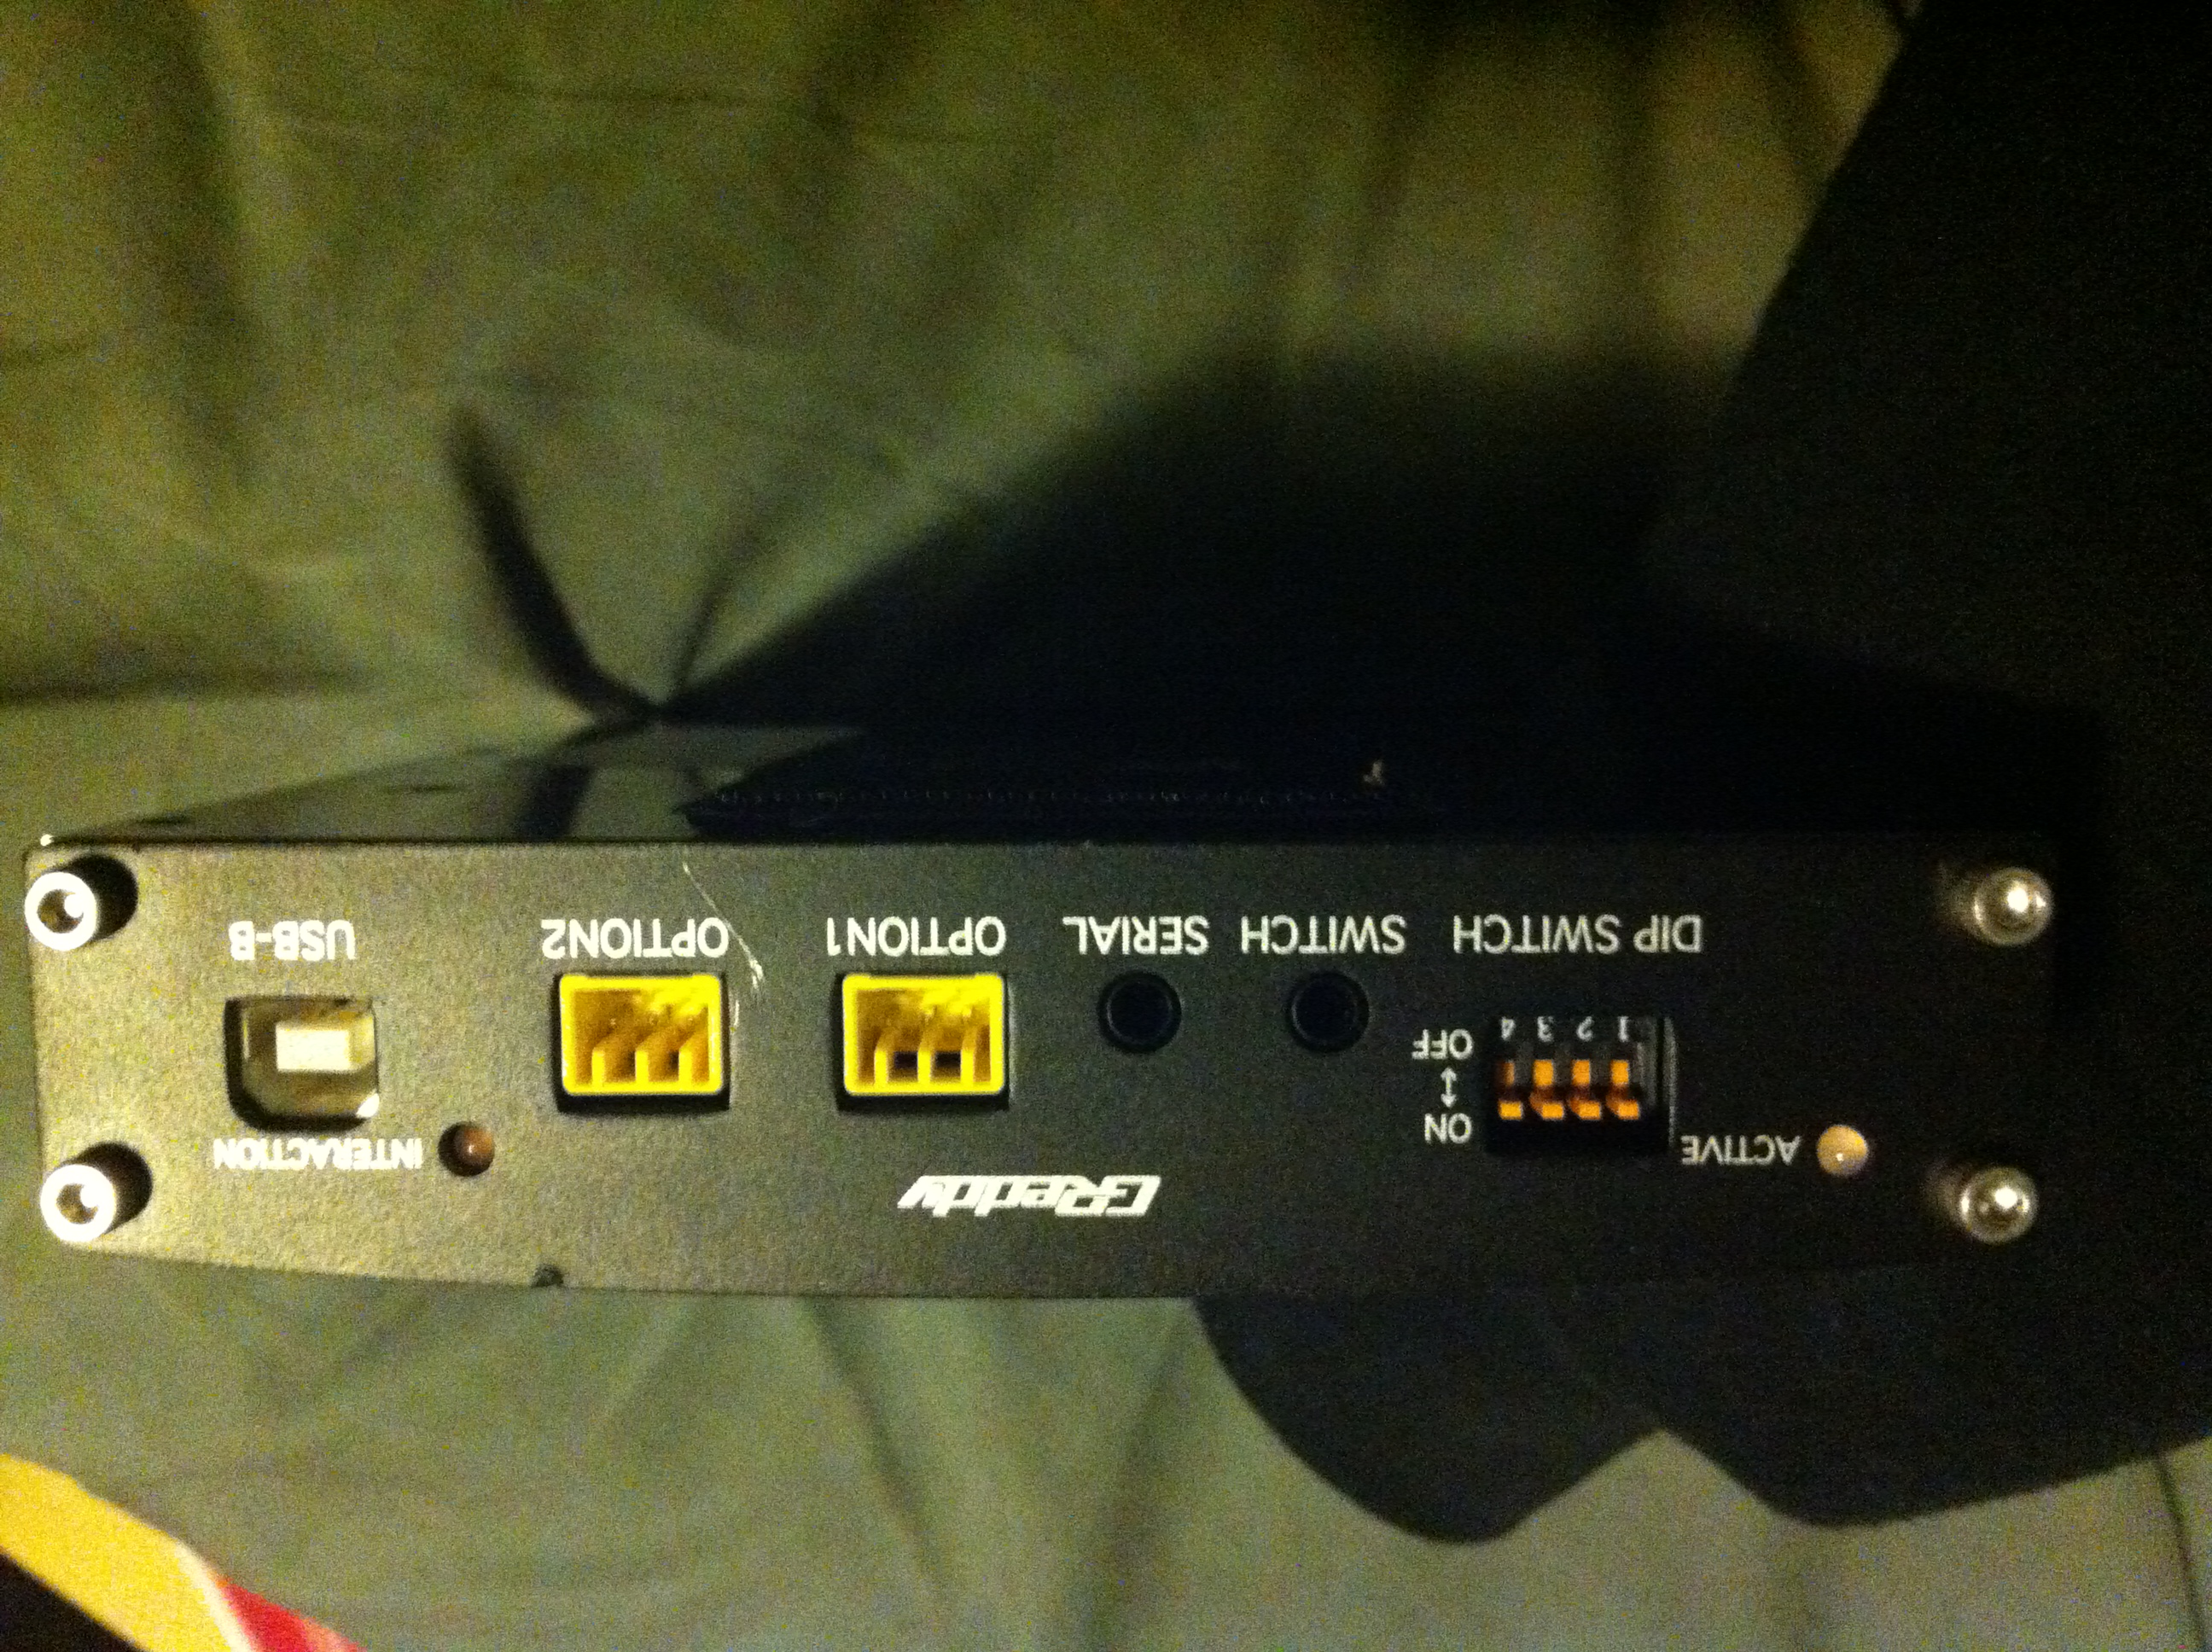 GReddy
ACTIVE
INTERACTION
ON
↕
OFF
1 2 3 4
DIP SWITCH
SWITCH
SERIAL
OPTION1
OPTION2
USB-B